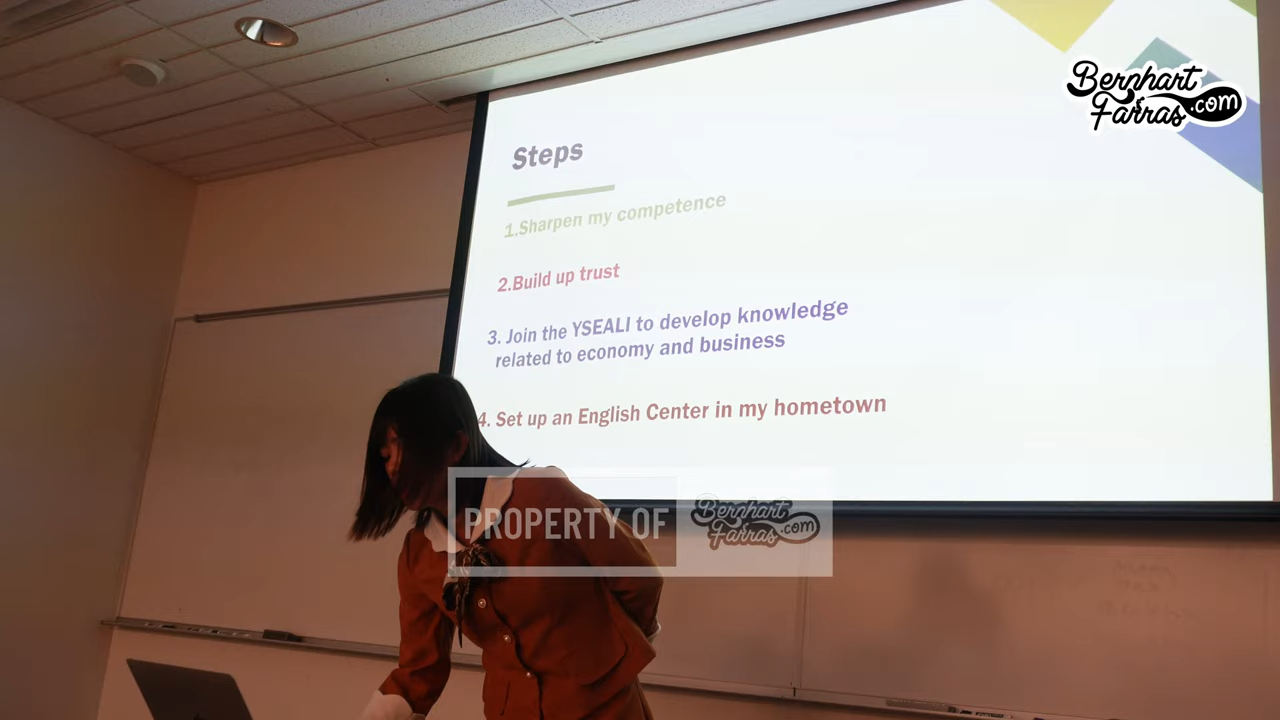 Bernhart
& Farras .com
Steps
1.Sharpen my competence
2.Build up trust
3. Join the YSEALI to develop knowledge
related to economy and business
4. Set up an English Center in my hometown
PROPERTY OF
Bernhart
& Farras .com